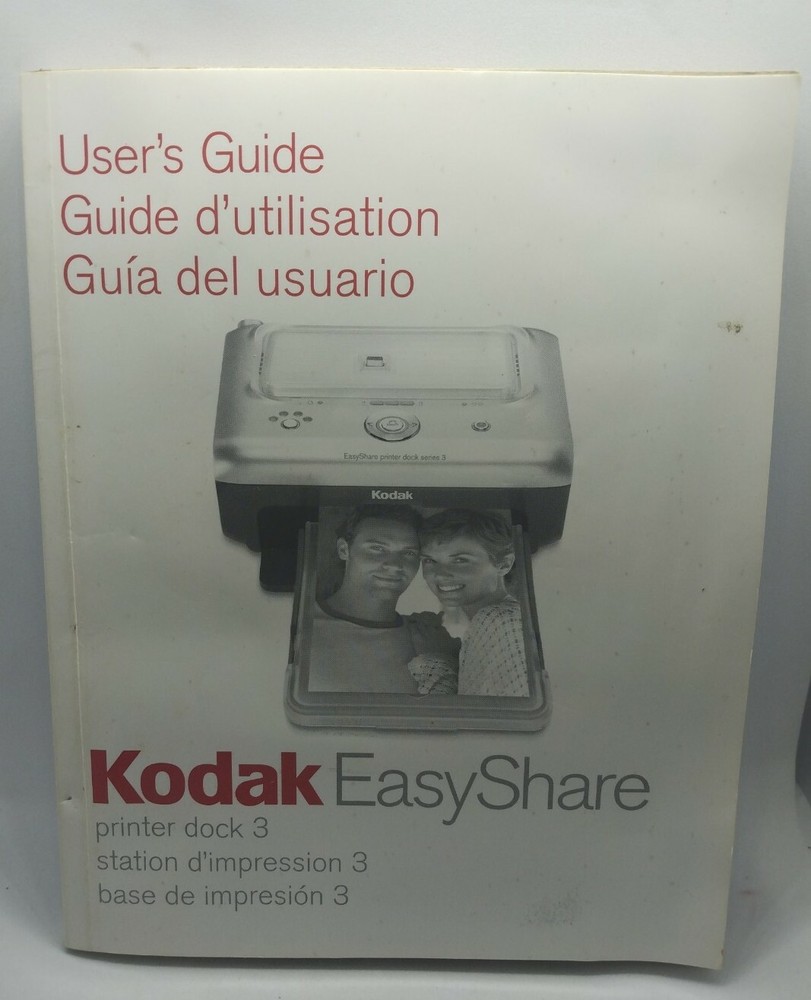 User's Guide
Guide d'utilisation
Guía del usuario
EasyShare printer dock series 3
Kodak
Kodak EasyShare
printer dock 3
station d'impression 3
base de impresión 3